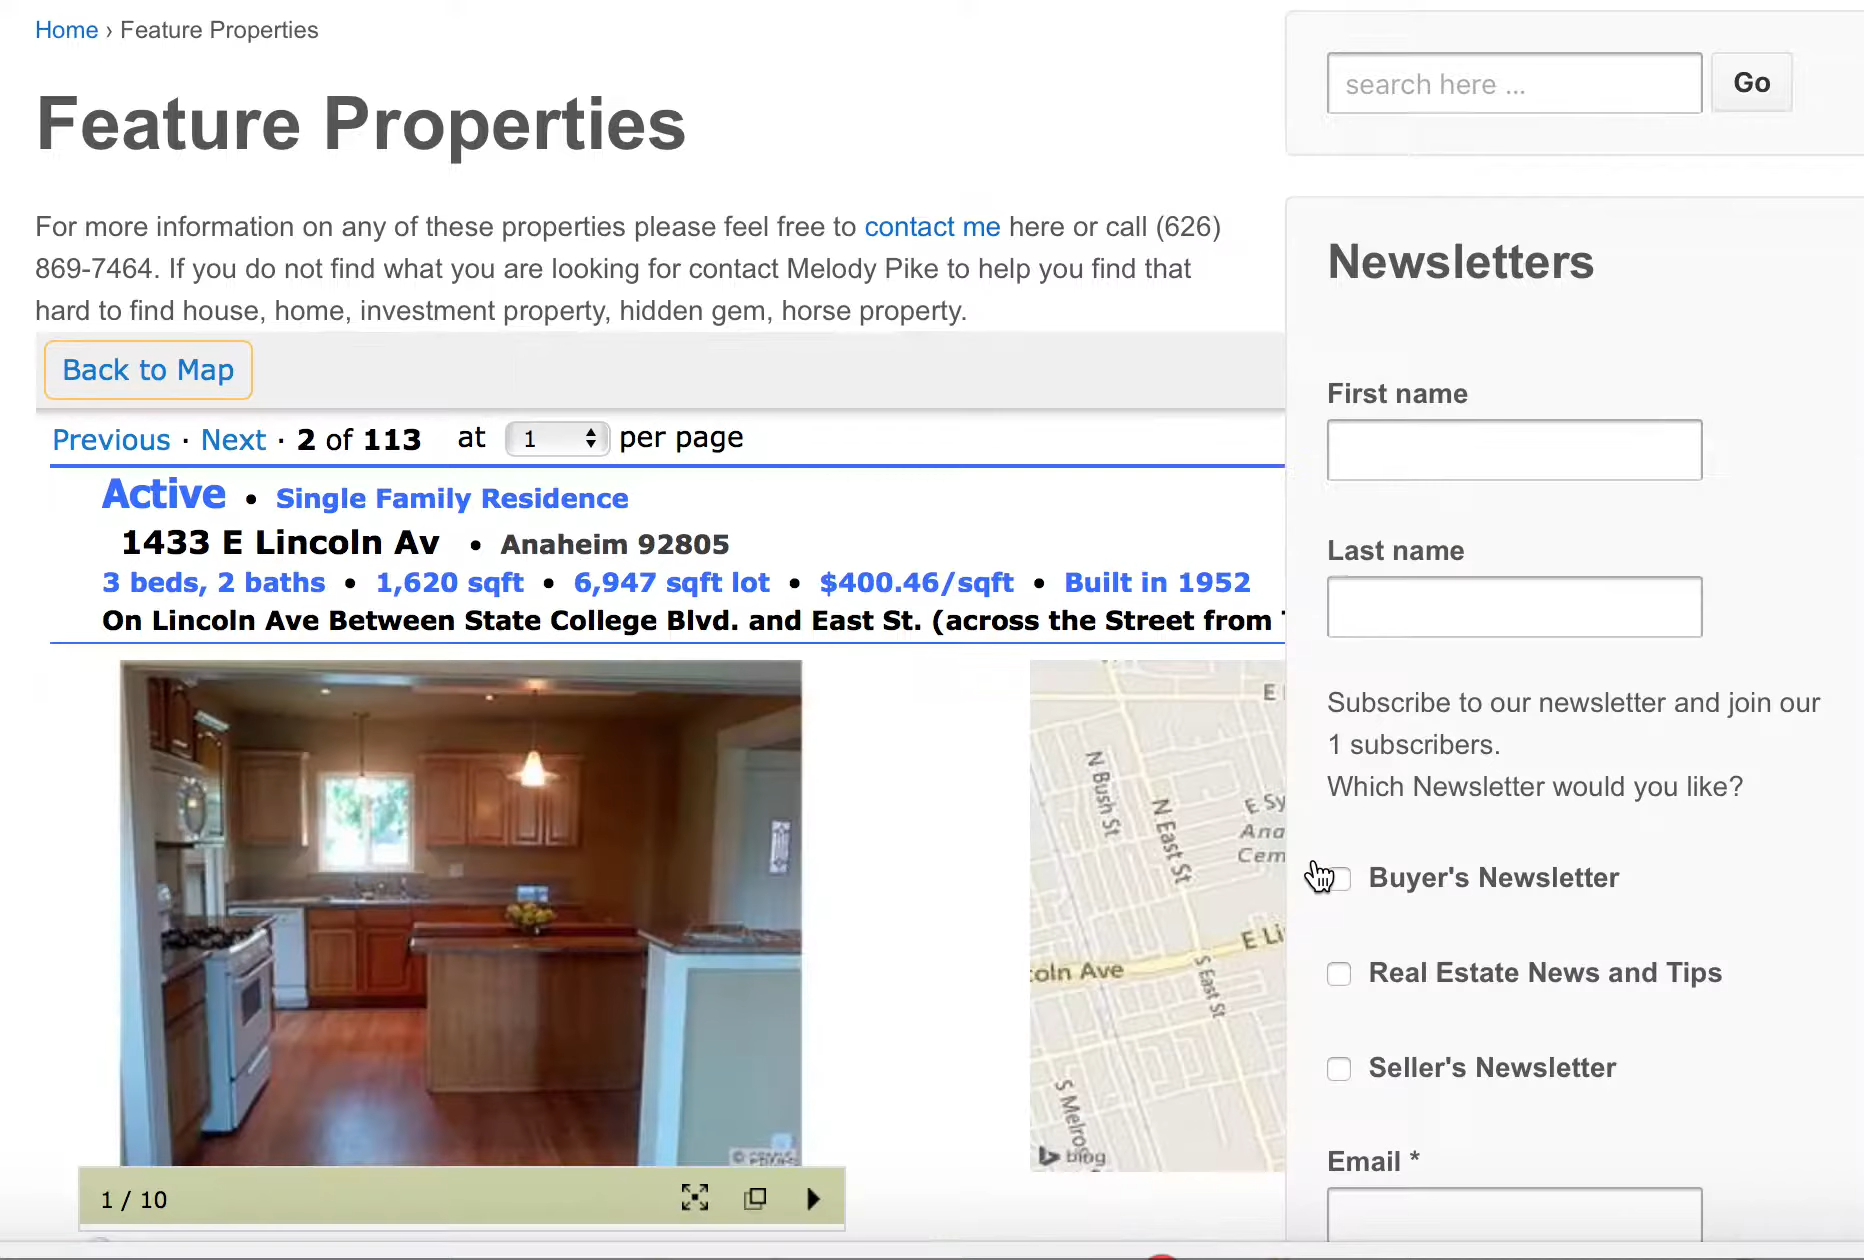 Home › Feature Properties
Feature Properties
For more information on any of these properties please feel free to contact me here or call (626)
869-7464. If you do not find what you are looking for contact Melody Pike to help you find that
hard to find house, home, investment property, hidden gem, horse property.
Back to Map
Previous · Next · 2 of 113 at 1 per page
Active • Single Family Residence
1433 E Lincoln Av • Anaheim 92805
3 beds, 2 baths • 1,620 sqft • 6,947 sqft lot • $400.46/sqft • Built in 1952
On Lincoln Ave Between State College Blvd. and East St. (across the Street from
E
N Bush St
N East St
E Sy
Ana
Cem
E Li
coln Ave
S East St
S Melro
bing
1 / 10
search here ...
Go
Newsletters
First name
Last name
Subscribe to our newsletter and join our
1 subscribers.
Which Newsletter would you like?
Buyer's Newsletter
Real Estate News and Tips
Seller's Newsletter
Email *